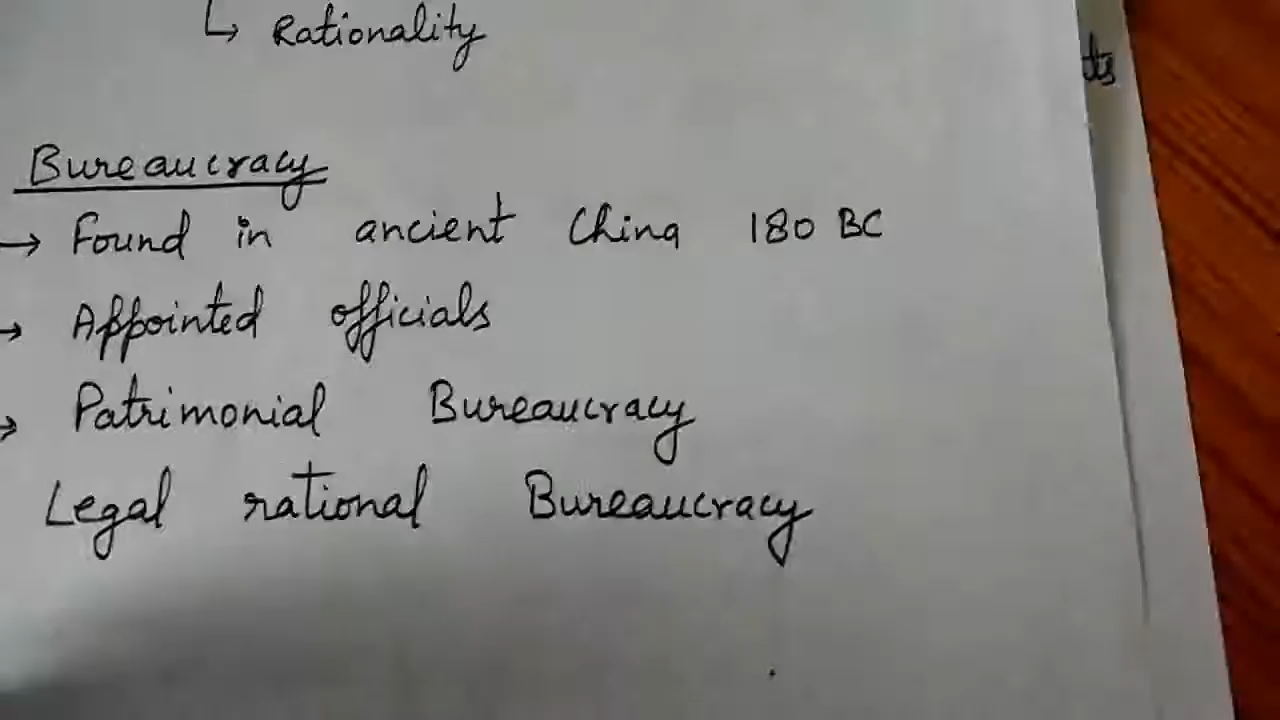 ↳ Rationality
Bureaucracy
→ Found in ancient China 180 BC
→ Appointed officials
→ Patrimonial Bureaucracy
Legal rational Bureaucracy